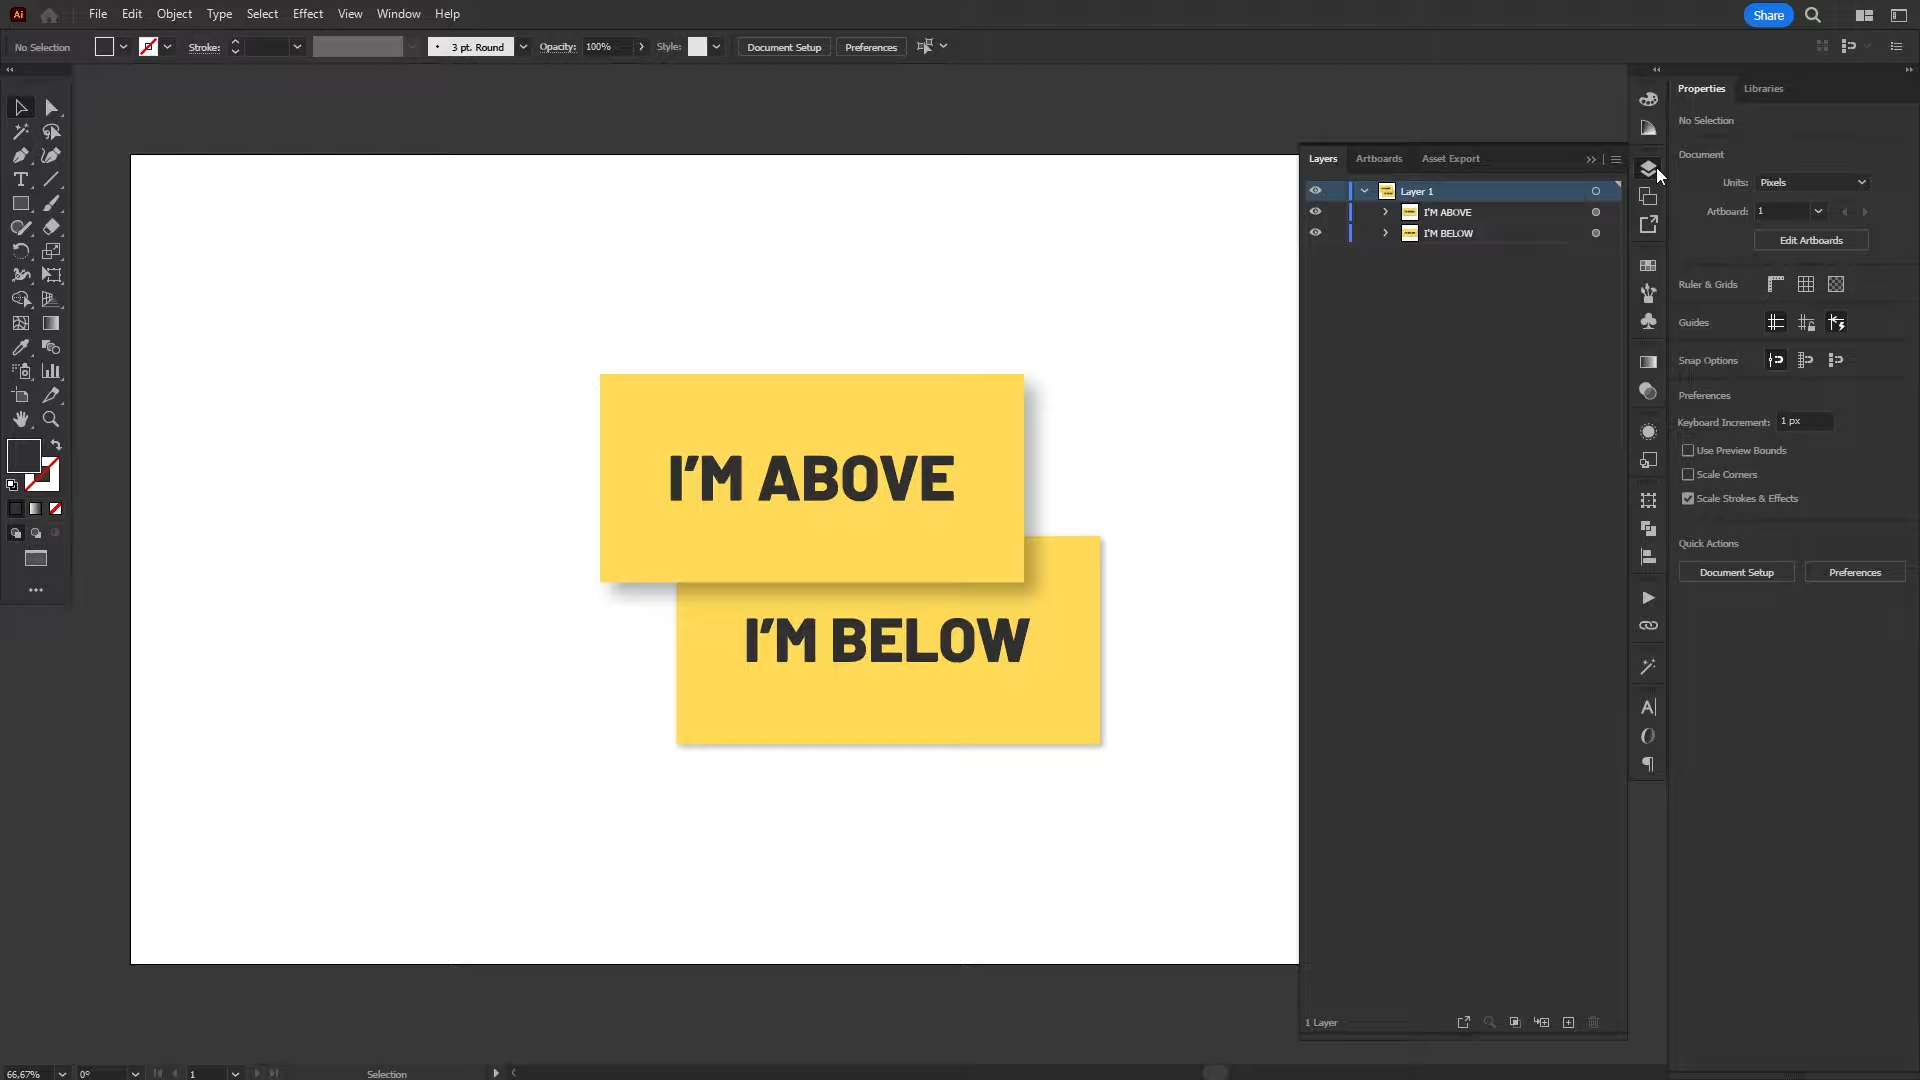 Ai File Edit Object Type Select Effect View Window Help Share
No Selection Stroke: 3 pt. Round Opacity: 100% Style: Document Setup Preferences
Properties Libraries
No Selection
Document
Units: Pixels
Artboard: 1
Edit Artboards
Ruler & Grids
Guides
Snap Options
Preferences
Keyboard Increment: 1 px
Use Preview Bounds
Scale Corners
Scale Strokes & Effects
Quick Actions
Document Setup Preferences
Layers Artboards Asset Export
Layer 1
I'M ABOVE
I'M BELOW
I’M ABOVE
I’M BELOW
1 Layer
66,67% 0° 1 Selection